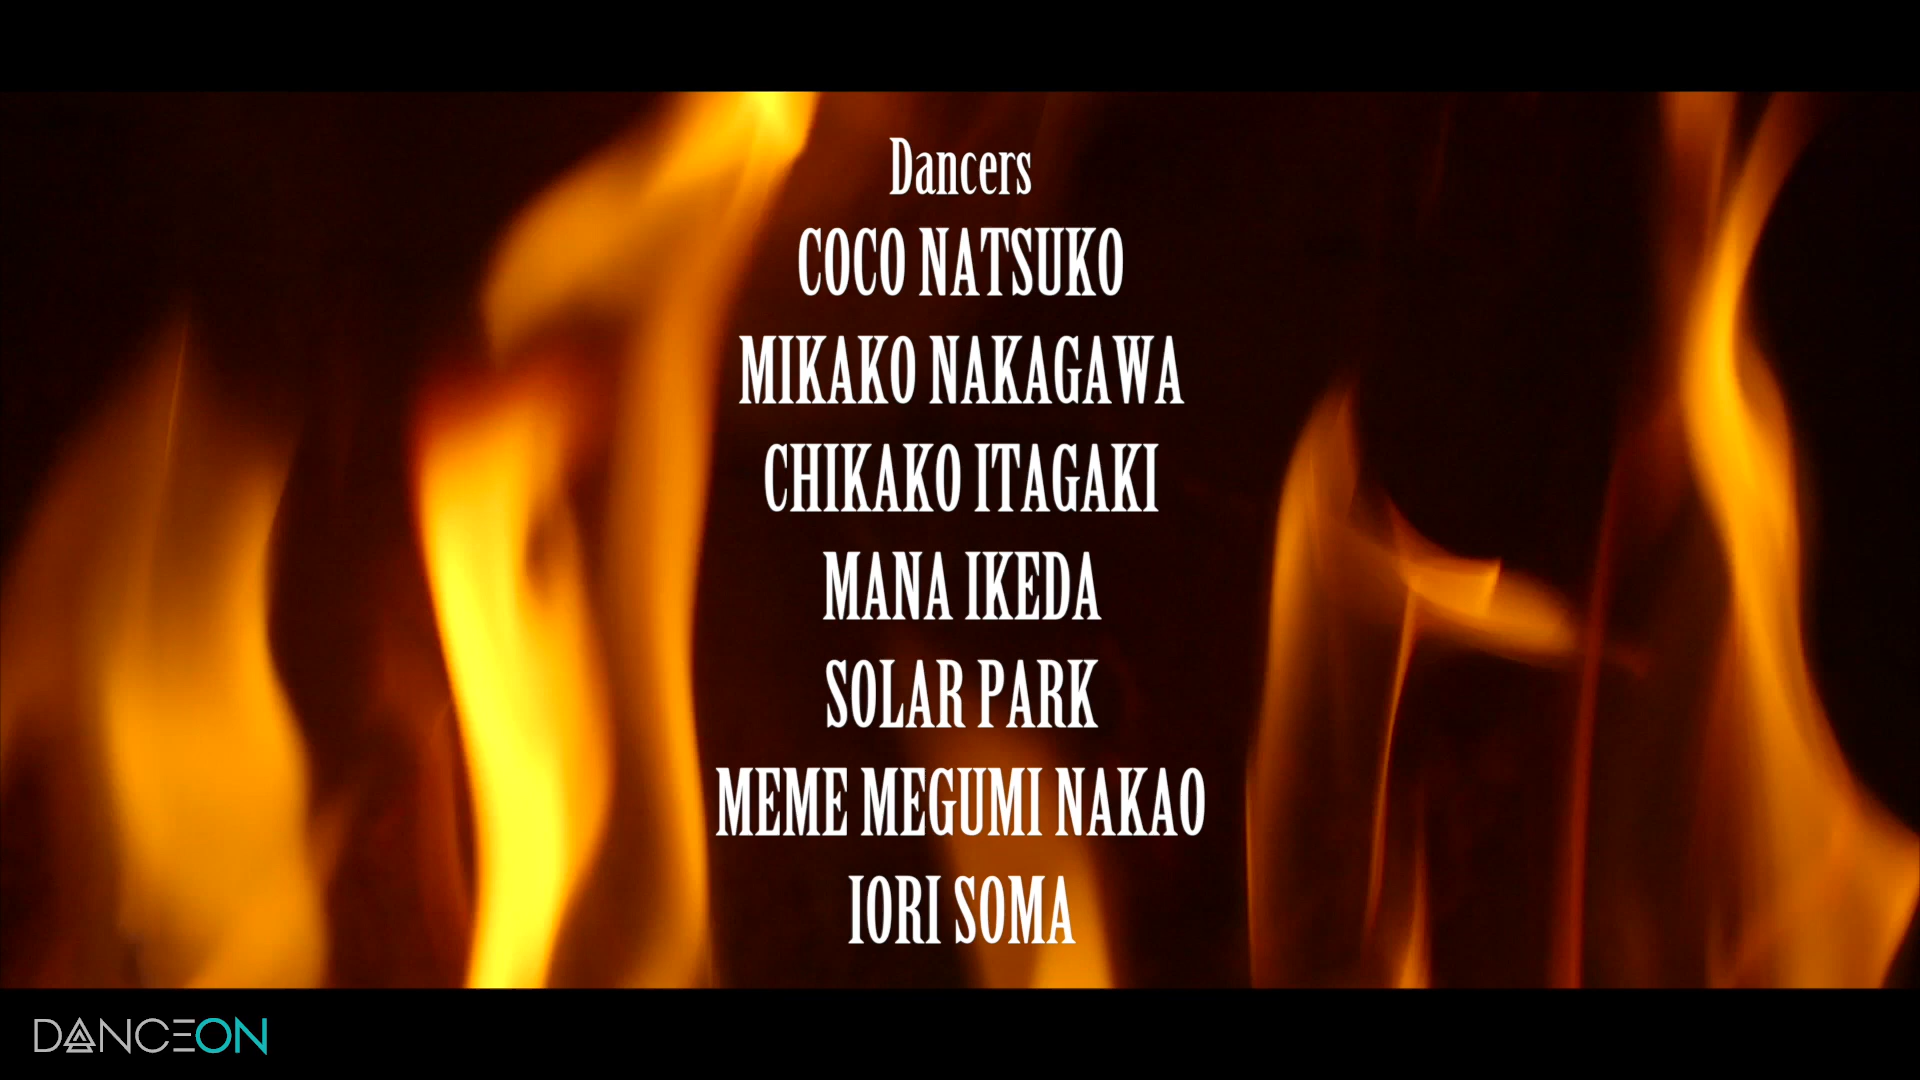 Dancers
COCO NATSUKO
MIKAKO NAKAGAWA
CHIKAKO ITAGAKI
MANA IKEDA
SOLAR PARK
MEME MEGUMI NAKAO
IORI SOMA
DANCEON